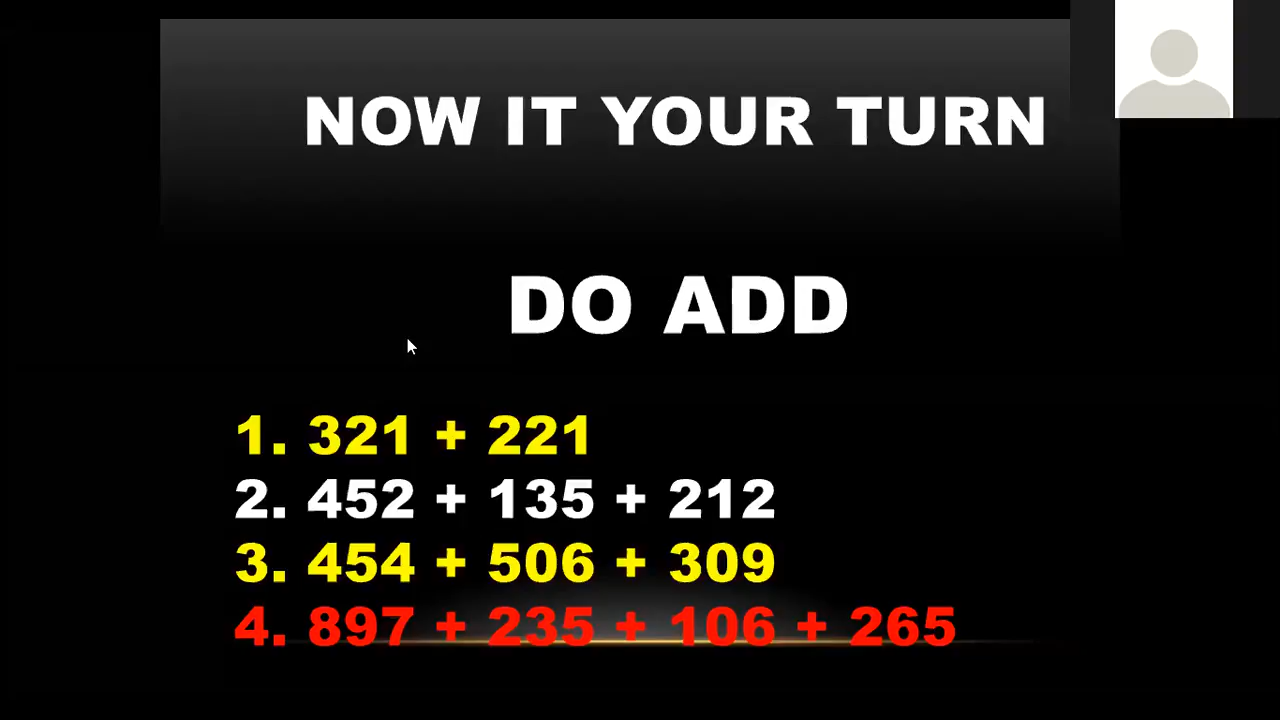 NOW IT YOUR TURN
DO ADD
1. 321 + 221
2. 452 + 135 + 212
3. 454 + 506 + 309
4. 897 + 235 + 106 + 265